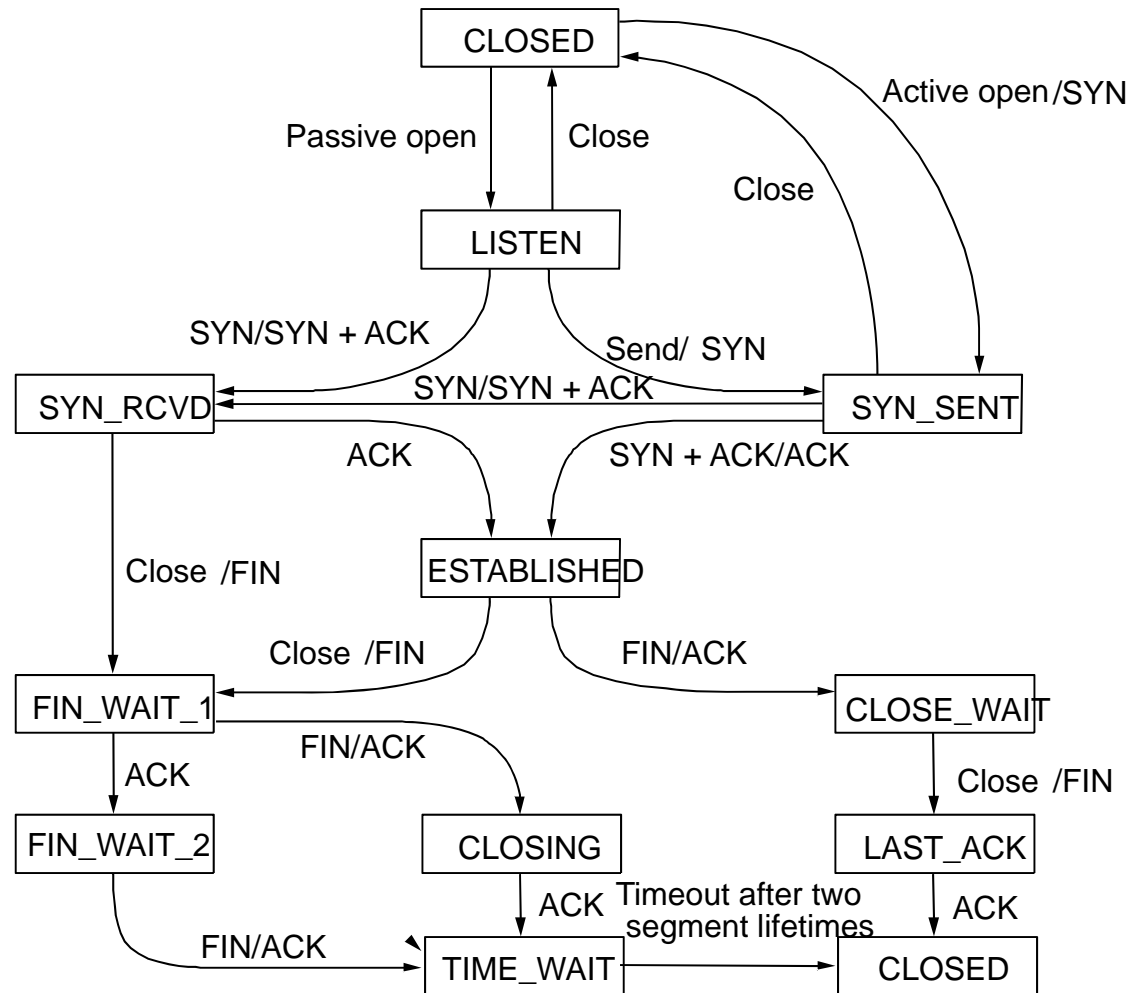 CLOSED
Active open/SYN
Passive open
Close
Close
LISTEN
SYN/SYN + ACK
Send/ SYN
SYN/SYN + ACK
SYN_RCVD
SYN_SENT
ACK
SYN + ACK/ACK
ESTABLISHED
Close /FIN
Close /FIN
FIN/ACK
FIN_WAIT_1
CLOSE_WAIT
FIN/ACK
ACK
Close /FIN
FIN_WAIT_2
CLOSING
LAST_ACK
ACK
Timeout after two
segment lifetimes
ACK
FIN/ACK
TIME_WAIT
CLOSED